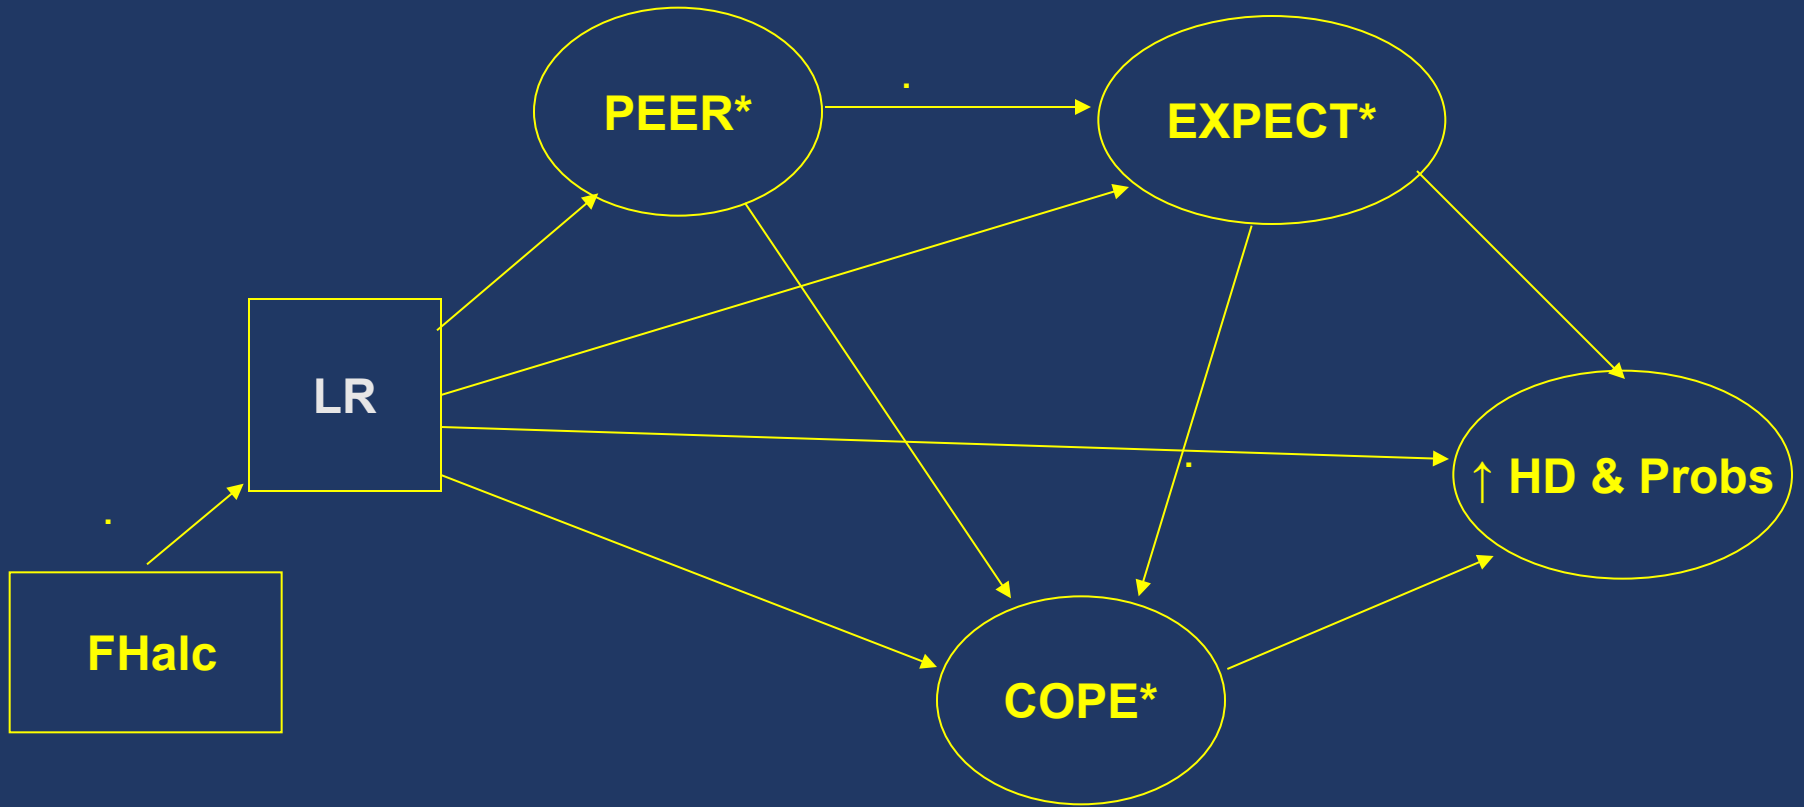 PEER*
EXPECT*
LR
↑ HD & Probs
FHalc
COPE*